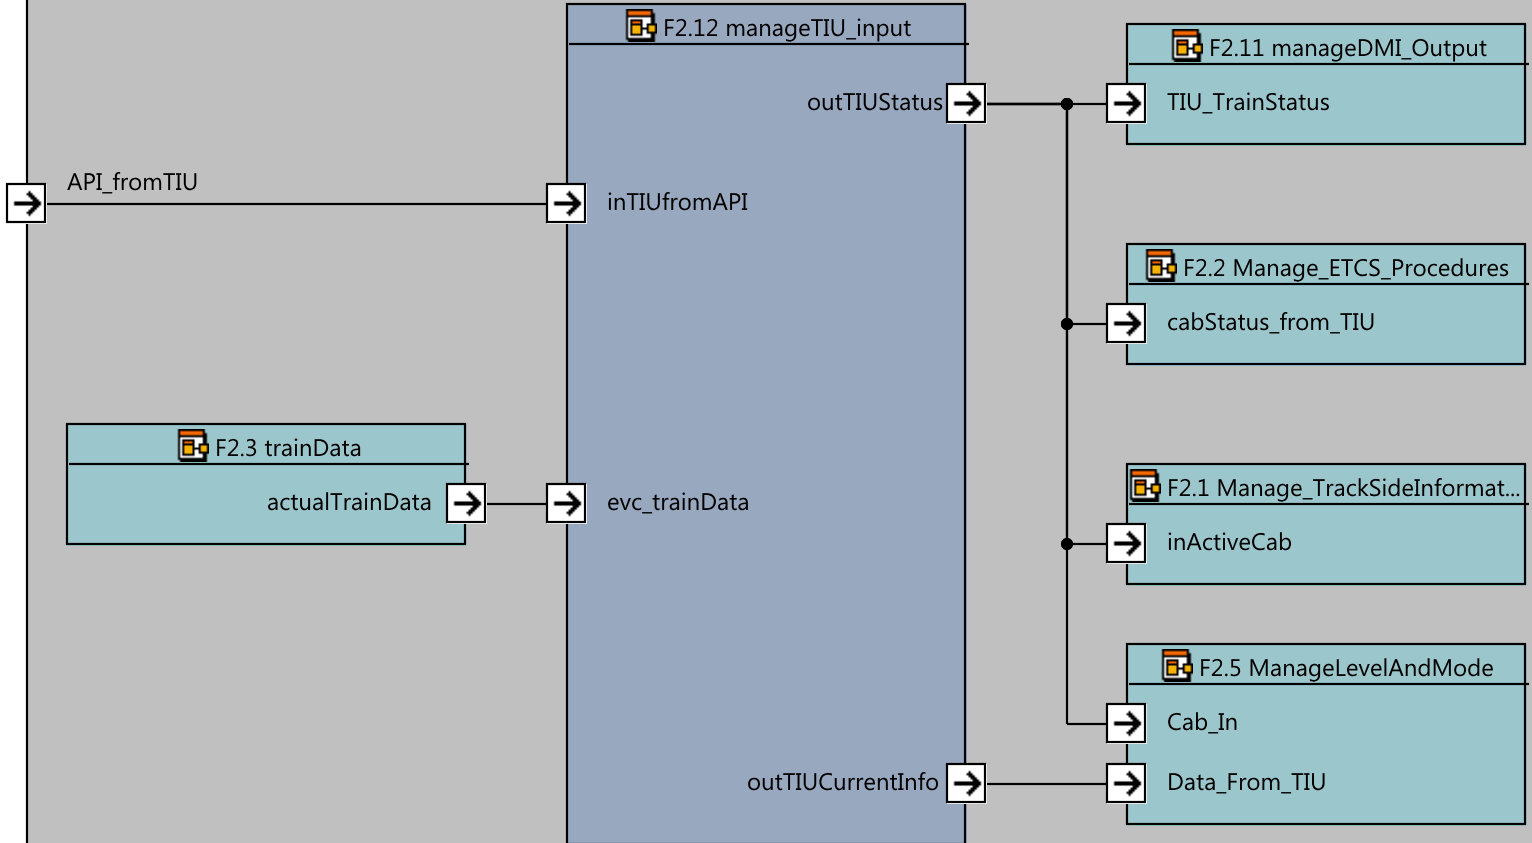 F2.12 manageTIU_input
F2.11 manageDMI_Output
outTIUStatus
TIU_TrainStatus
API_fromTIU
inTIUfromAPI
F2.2 Manage_ETCS_Procedures
cabStatus_from_TIU
F2.3 trainData
actualTrainData
evc_trainData
F2.1 Manage_TrackSideInformat...
inActiveCab
F2.5 ManageLevelAndMode
Cab_In
outTIUCurrentInfo
Data_From_TIU